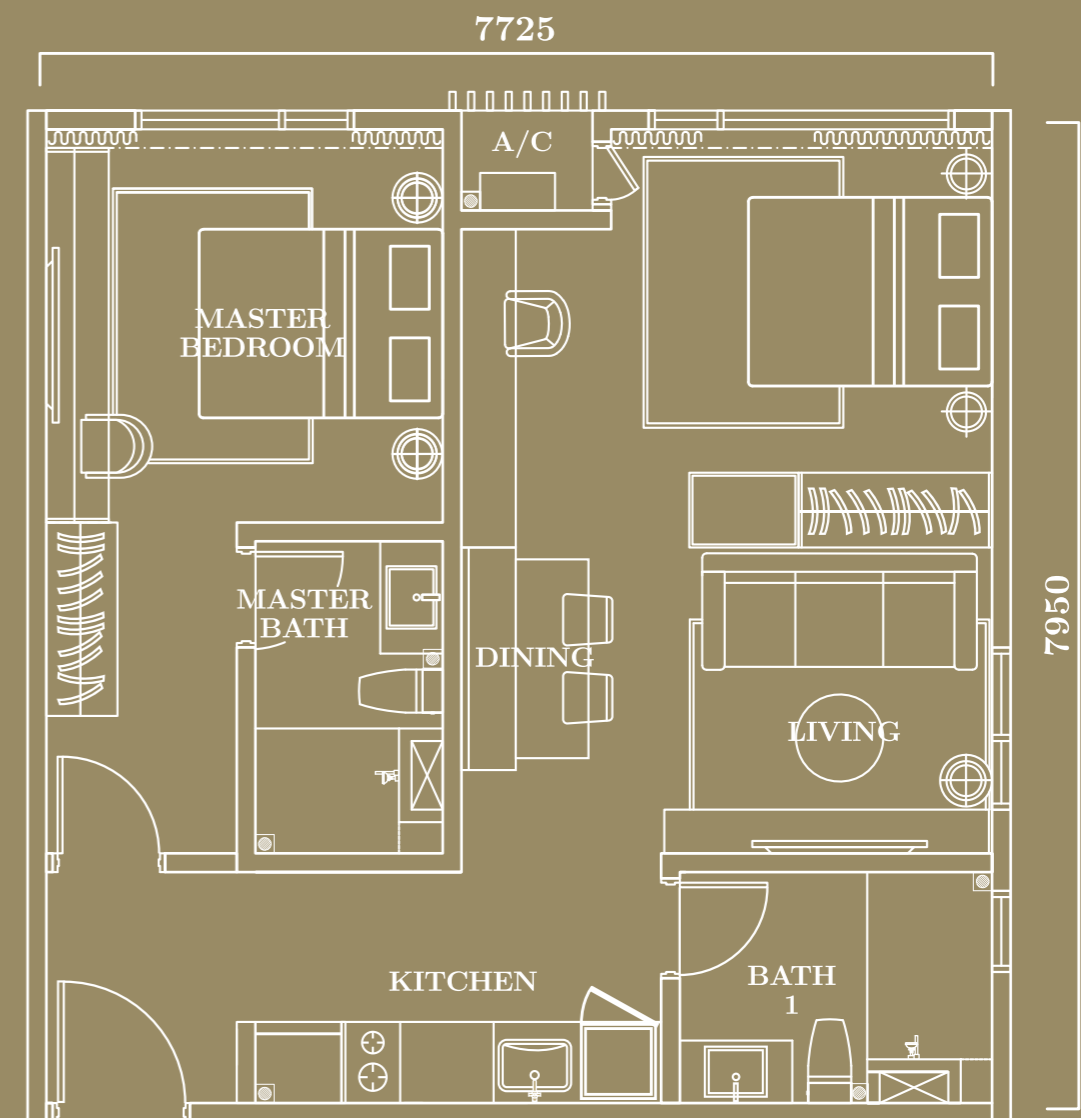 7725
A/C
MASTER
BEDROOM
MASTER
BATH
DINING
7950
LIVING
KITCHEN
BATH
1